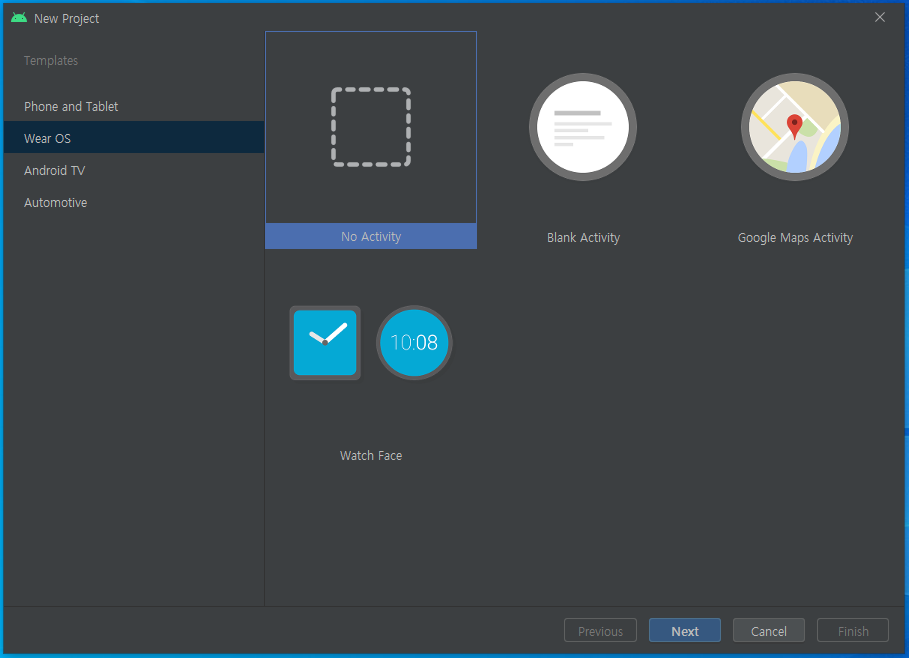 New Project
Templates
Phone and Tablet
Wear OS
Android TV
Automotive
No Activity
Blank Activity
Google Maps Activity
10:08
Watch Face
Previous
Next
Cancel
Finish